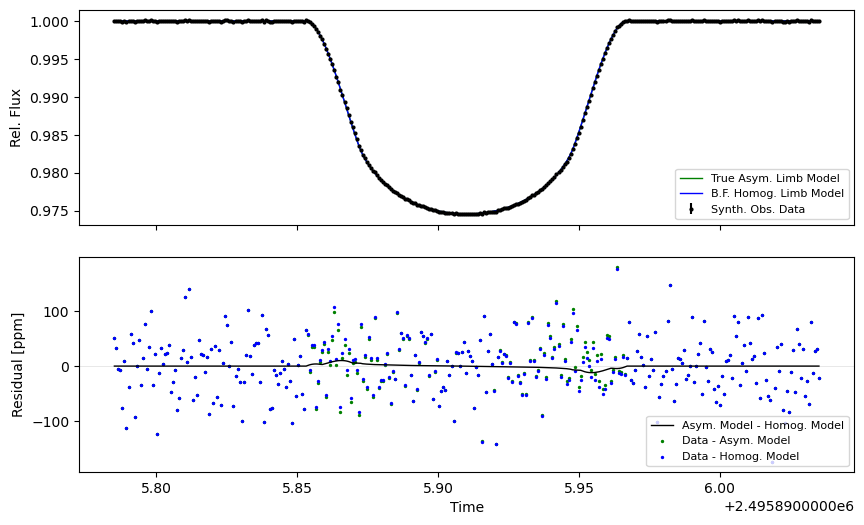 1.000
0.995
0.990
0.985
0.980
0.975
Rel. Flux
True Asym. Limb Model
B.F. Homog. Limb Model
Synth. Obs. Data
100
0
−100
Residual [ppm]
Asym. Model - Homog. Model
Data - Asym. Model
Data - Homog. Model
5.80 5.85 5.90 5.95 6.00
Time
+2.4958900000e6